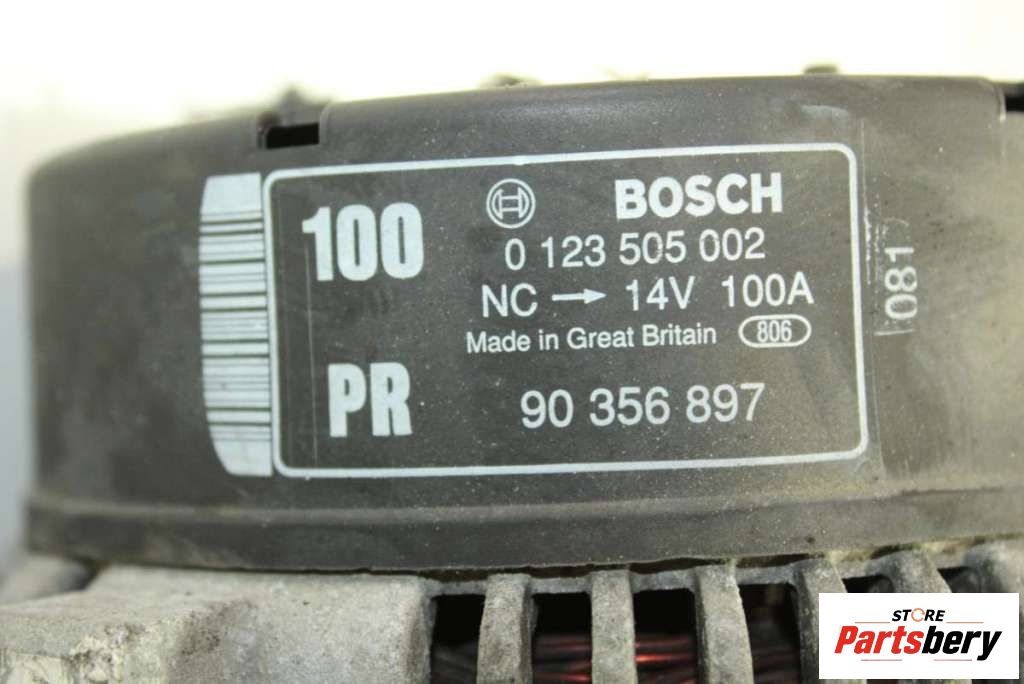 100
BOSCH
0 123 505 002
NC → 14V 100A
Made in Great Britain 806
PR
90 356 897
081
STORE
Partsbery